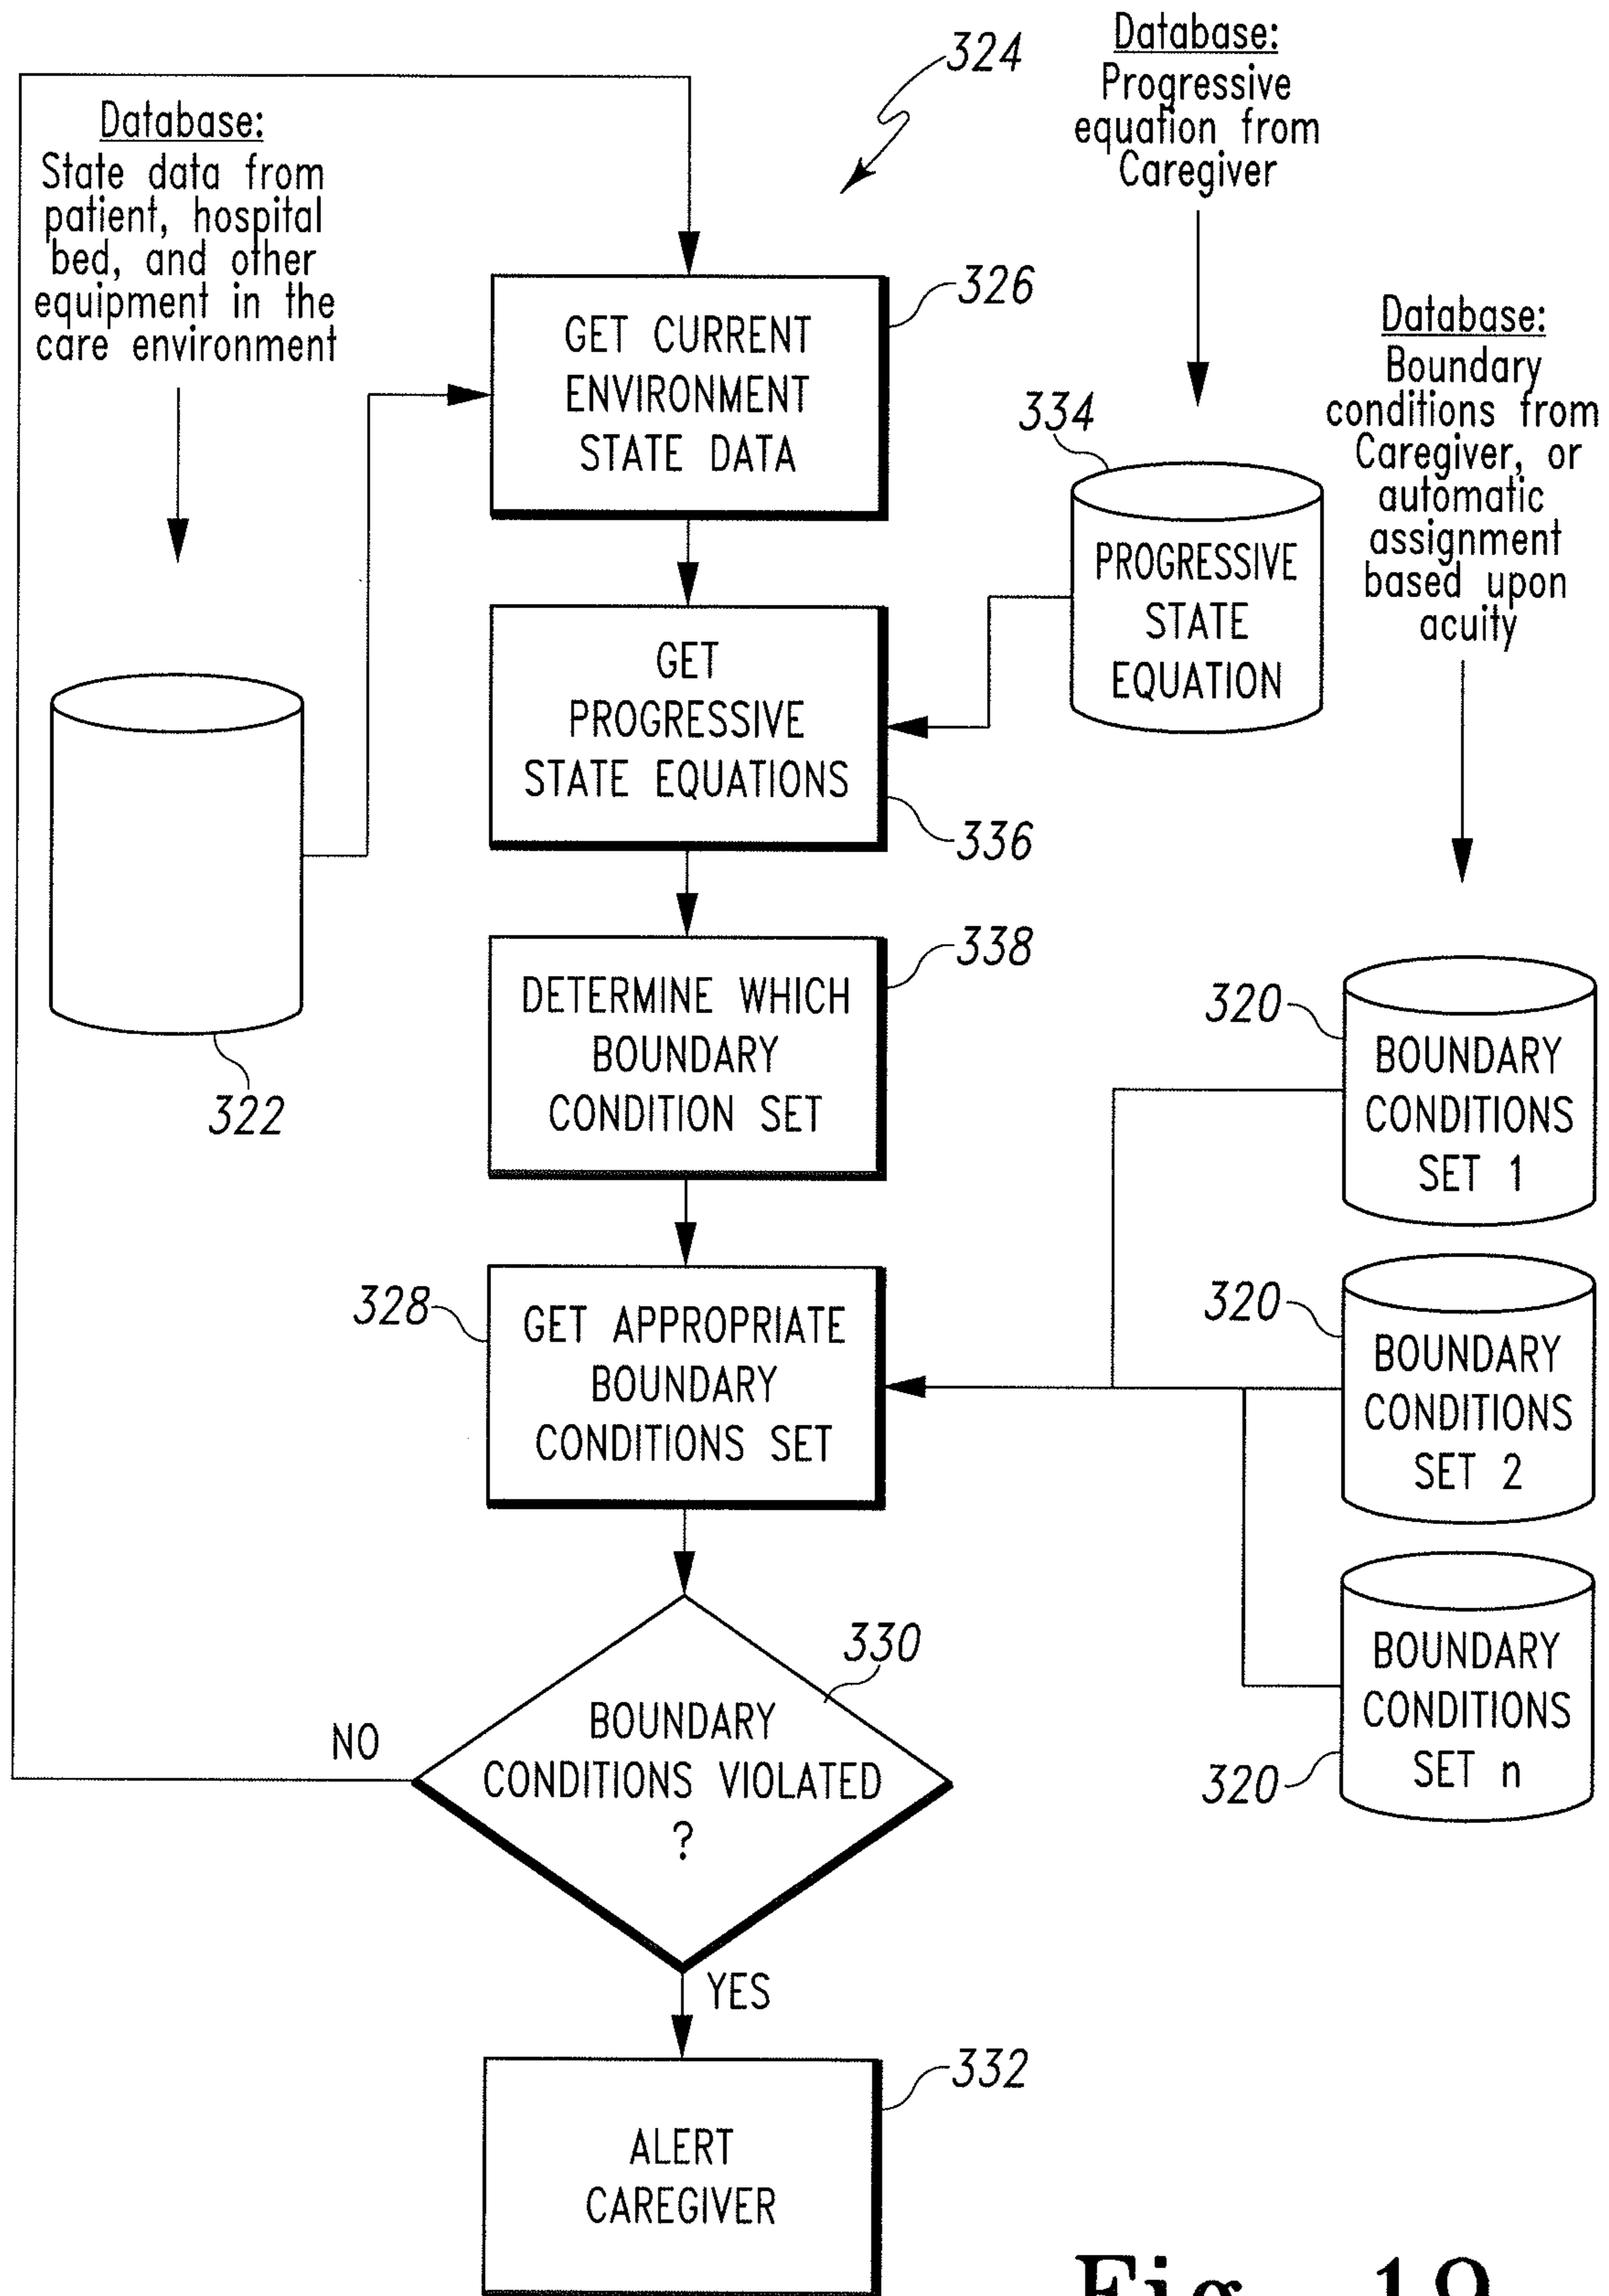 324
Database:
Progressive
equation from
Caregiver
Database:
State data from
patient, hospital
bed, and other
equipment in the
care environment
326
GET CURRENT
ENVIRONMENT
STATE DATA
Database:
Boundary
conditions from
Caregiver, or
automatic
assignment
based upon
acuity
334
PROGRESSIVE
STATE
EQUATION
GET
PROGRESSIVE
STATE EQUATIONS
336
322
338
DETERMINE WHICH
BOUNDARY
CONDITION SET
320
BOUNDARY
CONDITIONS
SET 1
328
GET APPROPRIATE
BOUNDARY
CONDITIONS SET
320
BOUNDARY
CONDITIONS
SET 2
330
BOUNDARY
CONDITIONS VIOLATED
?
NO
YES
BOUNDARY
CONDITIONS
SET n
320
332
ALERT
CAREGIVER
Fig. 19